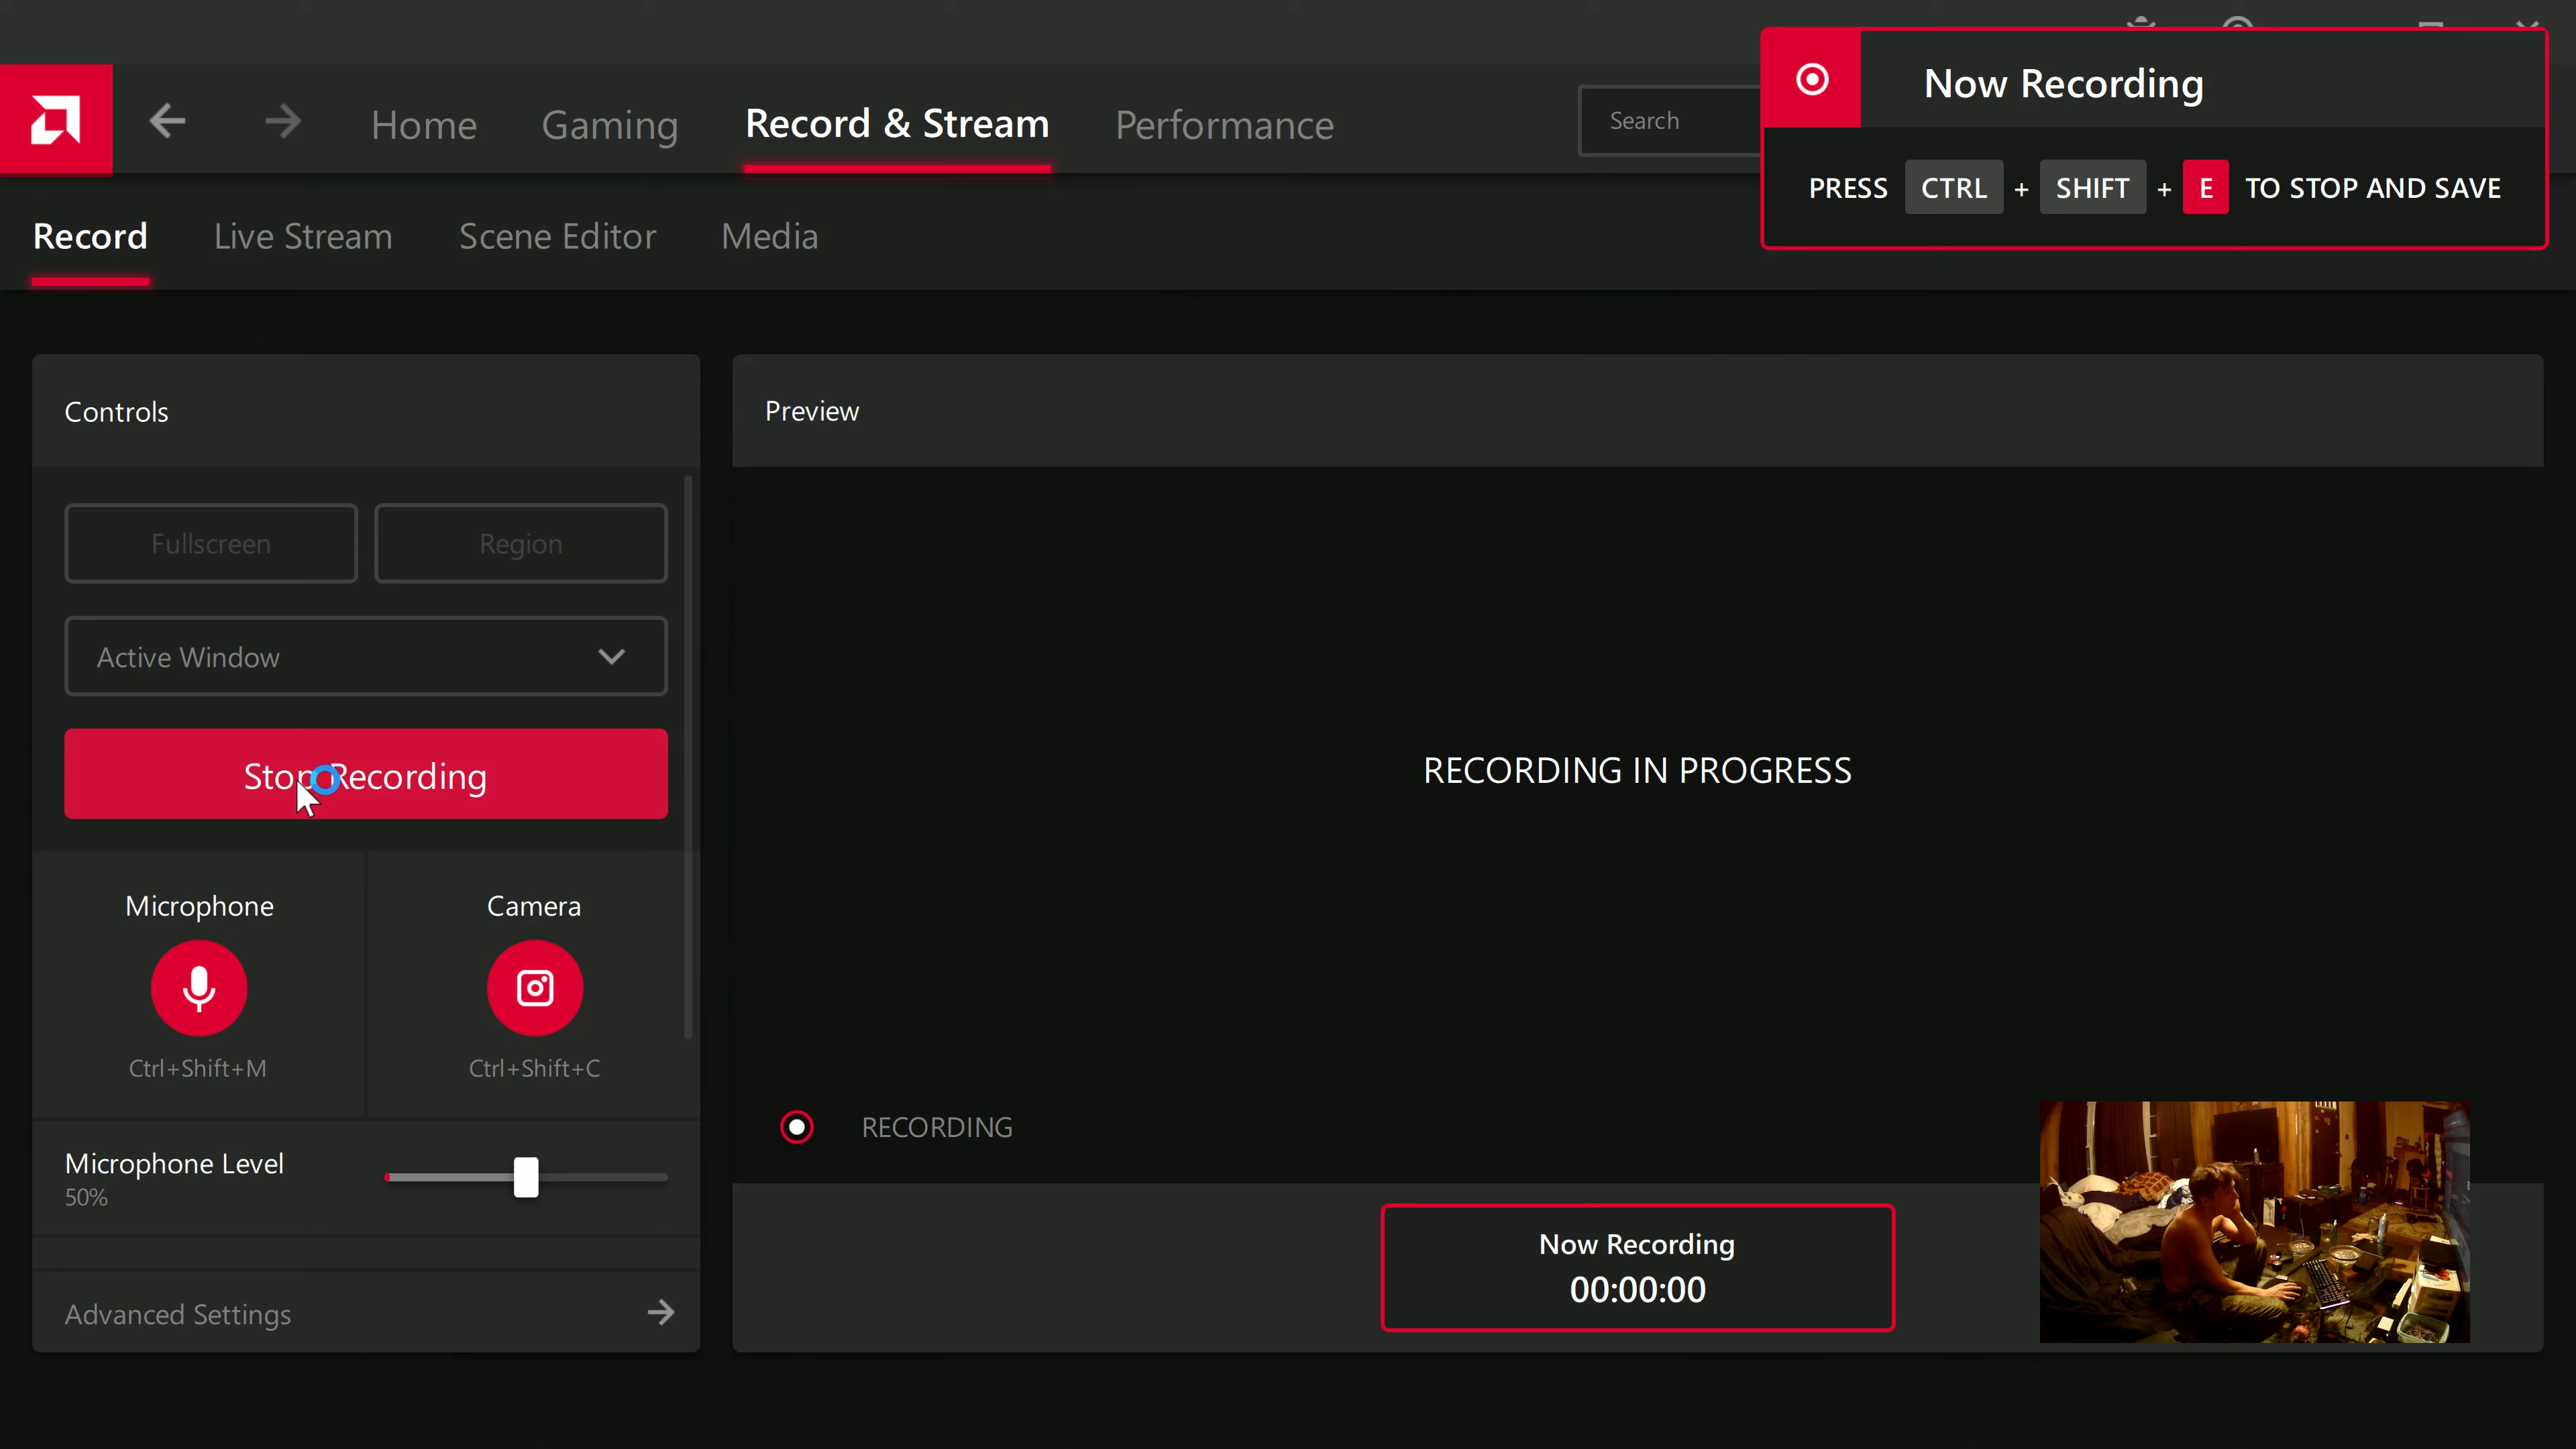 Home Gaming Record & Stream Performance
Search
Now Recording
PRESS CTRL + SHIFT + E TO STOP AND SAVE
Record Live Stream Scene Editor Media
Controls
Fullscreen Region
Active Window
Stop Recording
Microphone Camera
Ctrl+Shift+M Ctrl+Shift+C
Microphone Level
50%
Advanced Settings
Preview
RECORDING IN PROGRESS
RECORDING
Now Recording
00:00:00